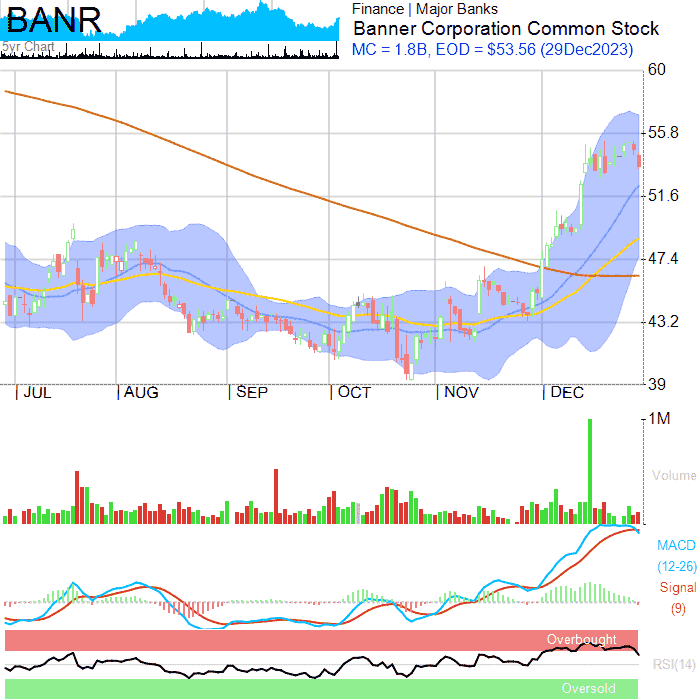 BANR
5yr Chart
Finance | Major Banks
Banner Corporation Common Stock
MC = 1.8B, EOD = $53.56 (29Dec2023)
60
55.8
51.6
47.4
43.2
39
|JUL |AUG |SEP |OCT |NOV |DEC
1M
Volume
MACD
(12-26)
Signal
(9)
Overbought
RSI(14)
Oversold